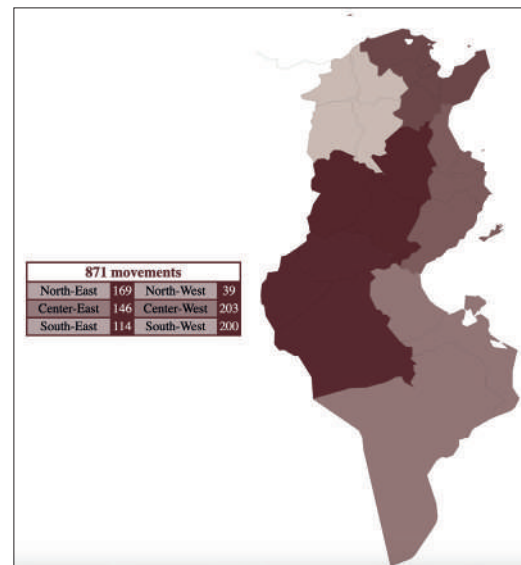 871 movements
North-East 169 North-West 39
Center-East 146 Center-West 203
South-East 114 South-West 200